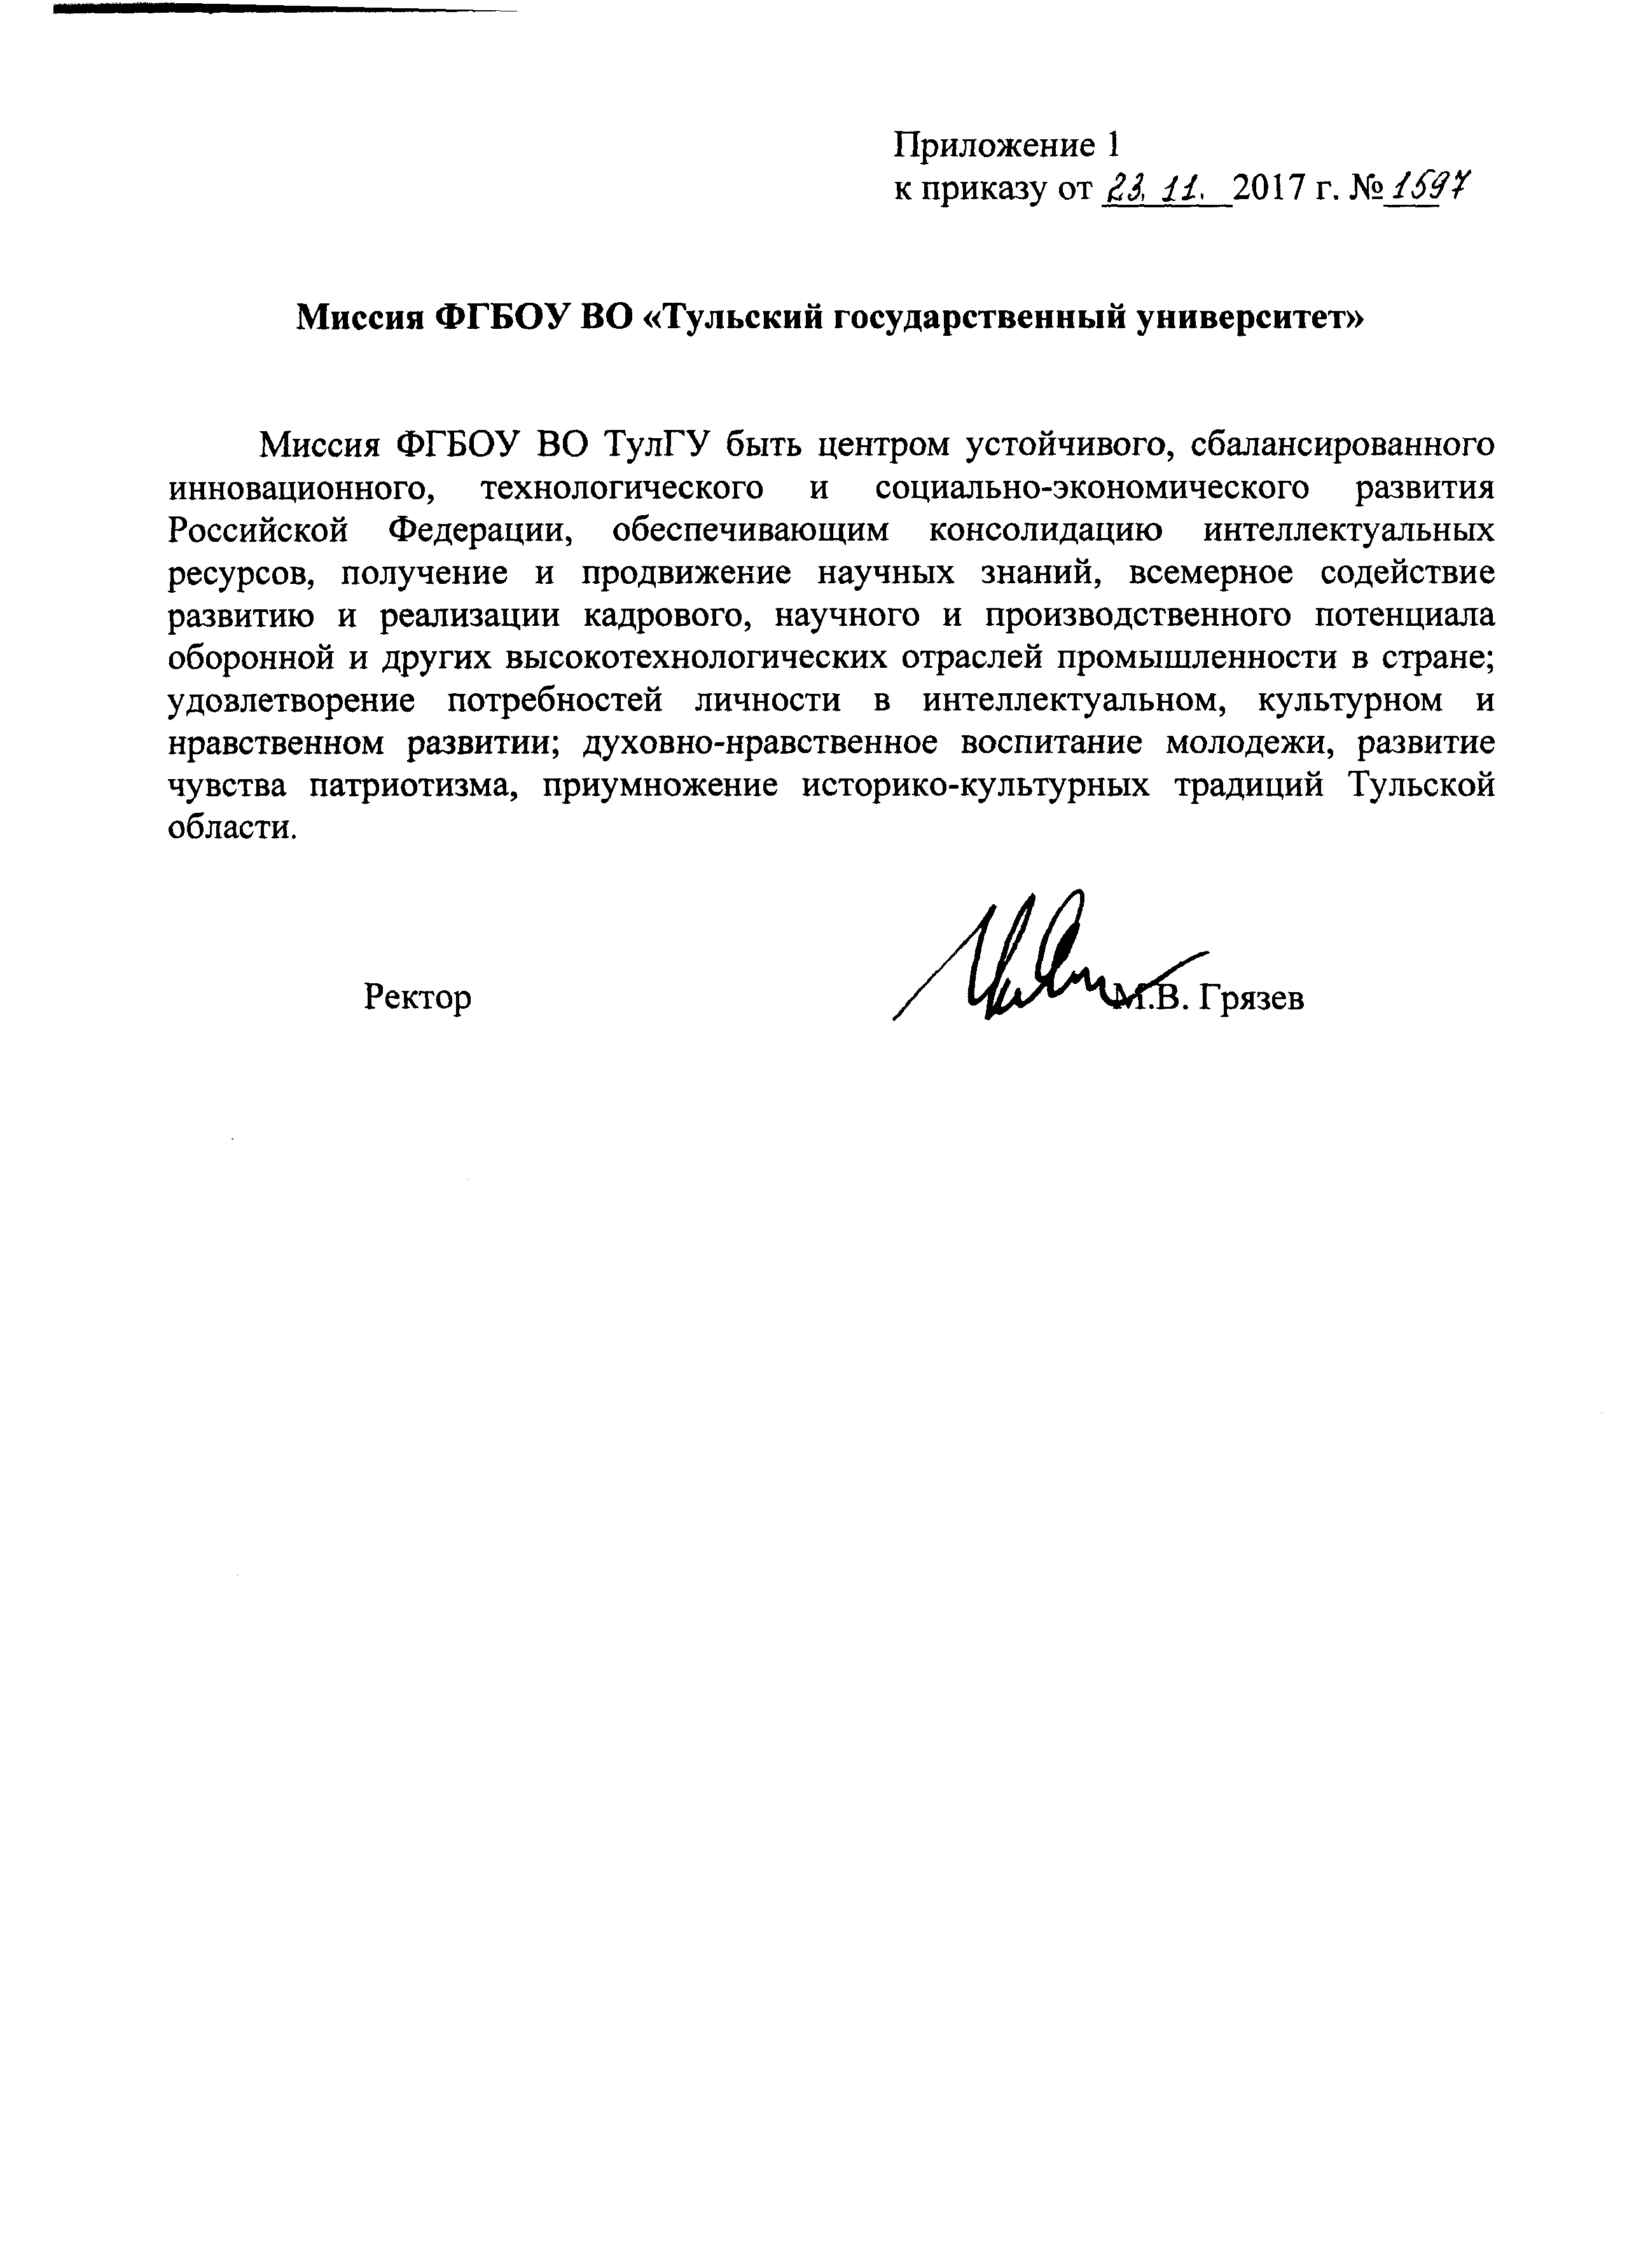 Приложение 1
к приказу от 23. 11. 2017 г. № 1597
Миссия ФГБОУ ВО «Тульский государственный университет»
Миссия ФГБОУ ВО ТулГУ быть центром устойчивого, сбалансированного
инновационного, технологического и социально-экономического развития
Российской Федерации, обеспечивающим консолидацию интеллектуальных
ресурсов, получение и продвижение научных знаний, всемерное содействие
развитию и реализации кадрового, научного и производственного потенциала
оборонной и других высокотехнологических отраслей промышленности в стране;
удовлетворение потребностей личности в интеллектуальном, культурном и
нравственном развитии; духовно-нравственное воспитание молодежи, развитие
чувства патриотизма, приумножение историко-культурных традиций Тульской
области.
Ректор М.В. Грязев